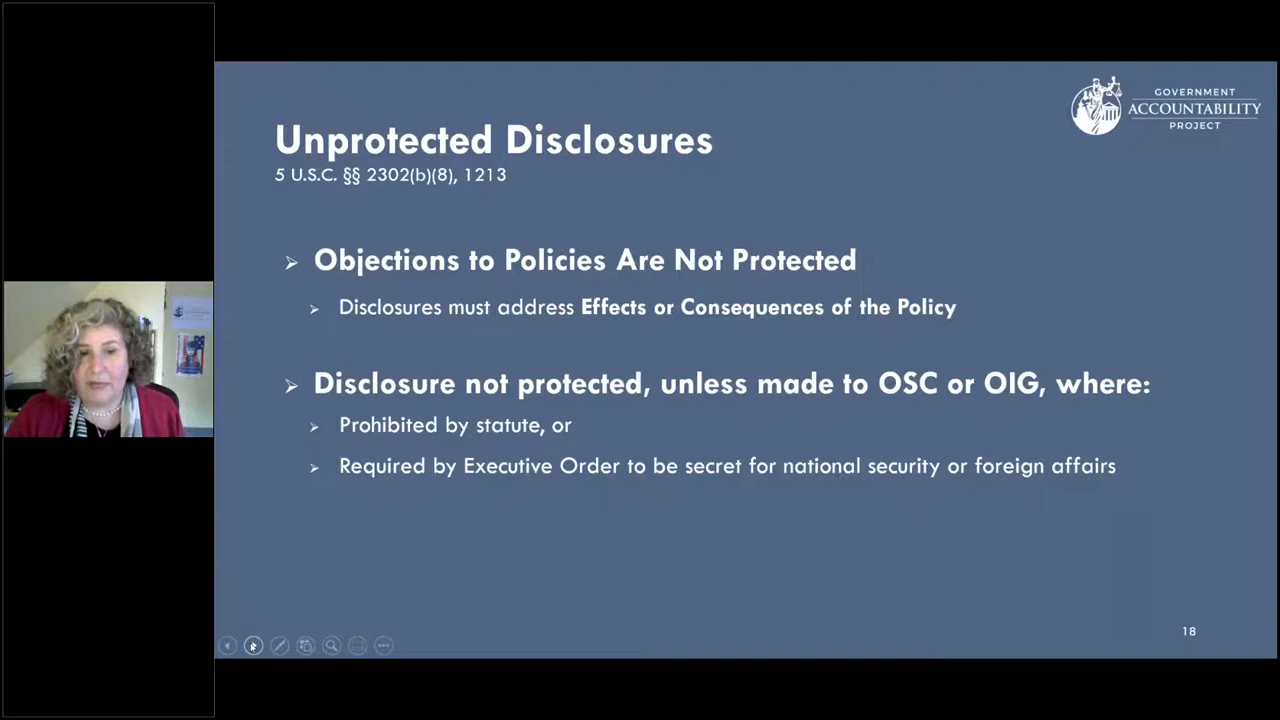 GOVERNMENT
ACCOUNTABILITY
PROJECT
Unprotected Disclosures
5 U.S.C. §§ 2302(b)(8), 1213
Objections to Policies Are Not Protected
Disclosures must address Effects or Consequences of the Policy
Disclosure not protected, unless made to OSC or OIG, where:
Prohibited by statute, or
Required by Executive Order to be secret for national security or foreign affairs
18